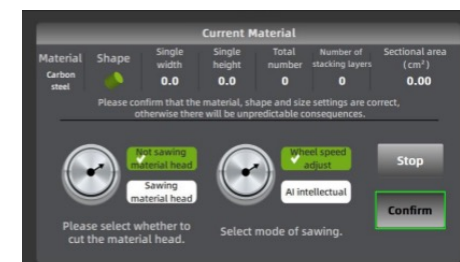 Current Material
Material Shape Single width Single height Total number Number of stacking layers Sectional area (cm²)
Carbon steel 0.0 0.0 0 0 0.00
Please confirm that the material, shape and size settings are correct,
otherwise there will be unpredictable consequences.
Not sawing
material head
Sawing
material head
Please select whether to
cut the material head.
Wheel speed
adjust
AI intellectual
Select mode of sawing.
Stop
Confirm